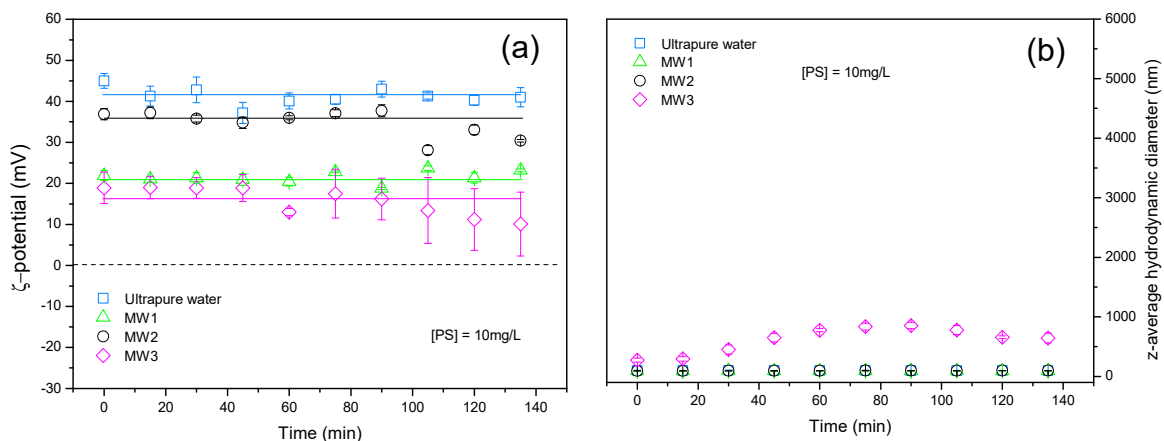 (a)
60
50
40
30
20
10
0
-10
-20
-30
ζ-potential (mV)
Ultrapure water
MW1
MW2
MW3
[PS] = 10mg/L
0 20 40 60 80 100 120 140
Time (min)
(b)
Ultrapure water
MW1
MW2
MW3
[PS] = 10mg/L
6000
5000
4000
3000
2000
1000
0
z-average hydrodynamic diameter (nm)
0 20 40 60 80 100 120 140
Time (min)